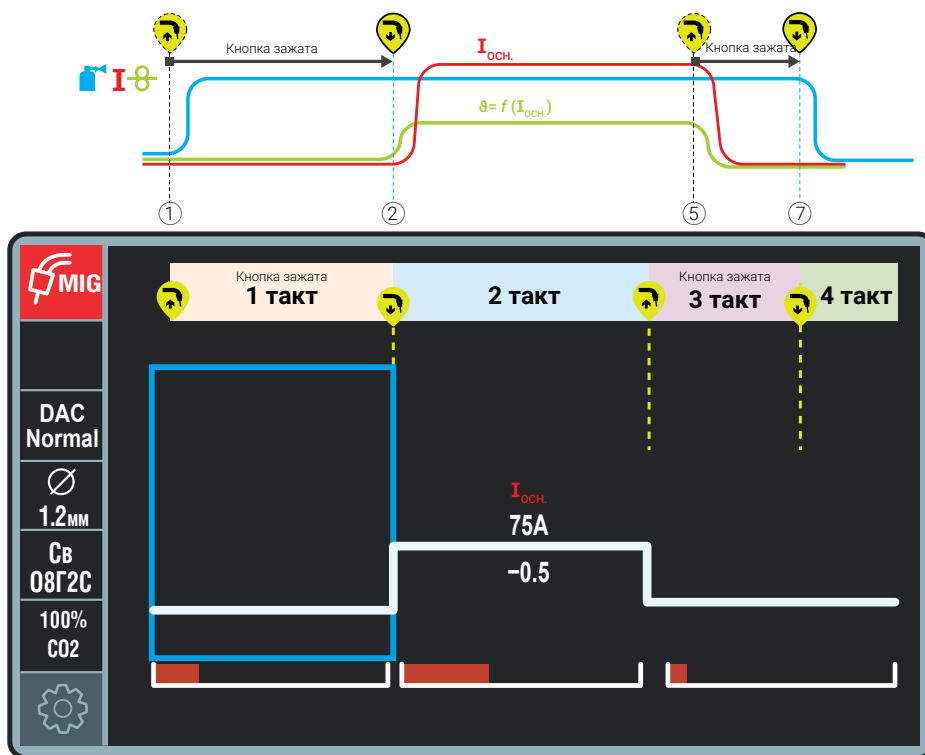 Кнопка зажата
Iосн.
Кнопка зажата
I
ϑ= f (Iосн.)
1
2
5
7
MIG
Кнопка зажата
1 такт
2 такт
Кнопка зажата
3 такт
4 такт
DAC
Normal
∅
1.2мм
Св
08Г2С
100%
CO2
Iосн.
75A
−0.5